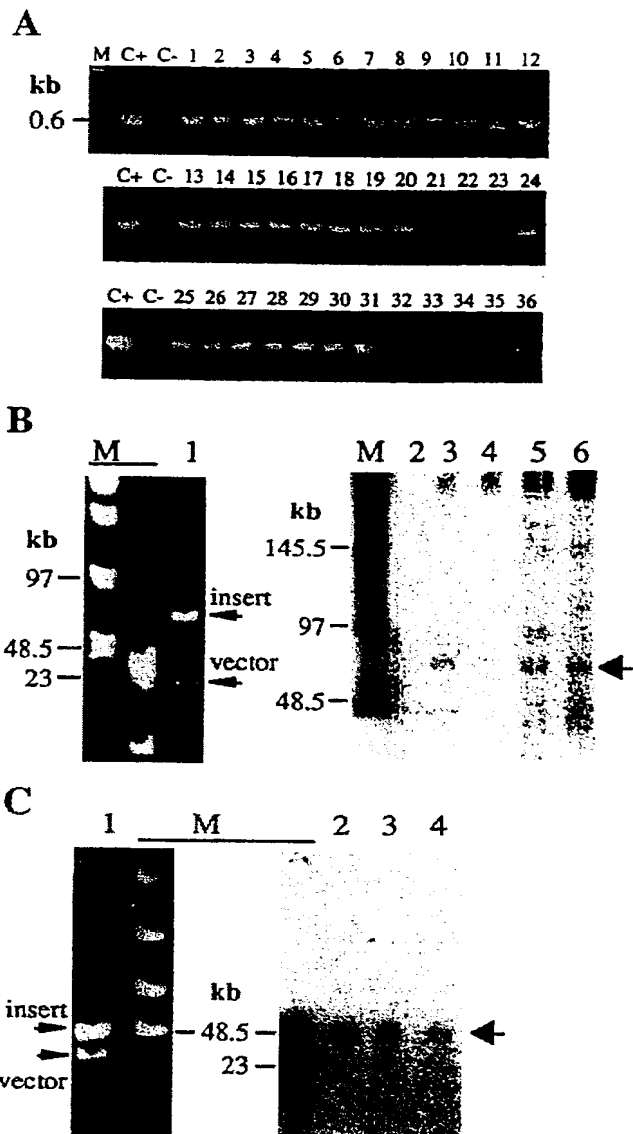 A
M C+ C- 1 2 3 4 5 6 7 8 9 10 11 12
kb
0.6
C+ C- 13 14 15 16 17 18 19 20 21 22 23 24
C+ C- 25 26 27 28 29 30 31 32 33 34 35 36
B
M 1
kb
97
48.5
23
insert
vector
M 2 3 4 5 6
kb
145.5
97
48.5
C
1 M 2 3 4
insert
vector
kb
48.5
23